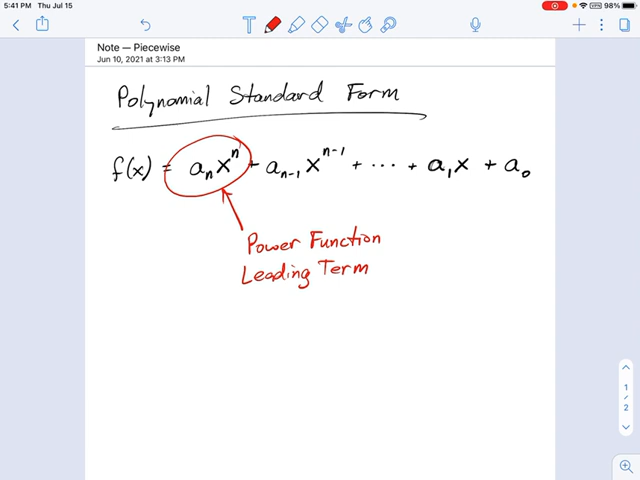 5:41 PM Thu Jul 15
98%
Note — Piecewise
Jun 10, 2021 at 3:13 PM
Polynomial Standard Form
f(x) = aₙxⁿ + aₙ₋₁xⁿ⁻¹ + ··· + a₁x + a₀
Power Function
Leading Term
1
/
2